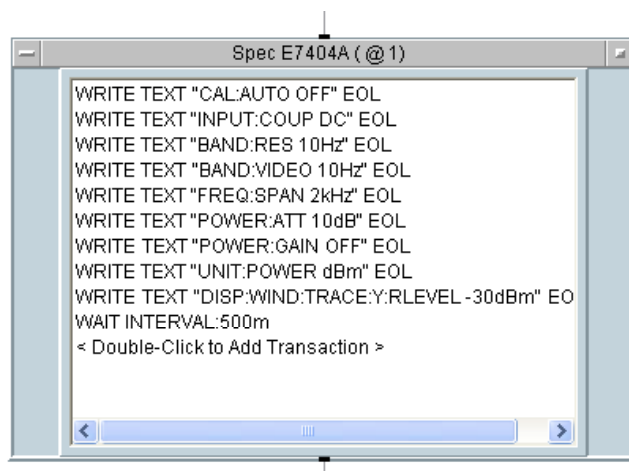 Spec E7404A ( @ 1)
WRITE TEXT "CAL:AUTO OFF" EOL
WRITE TEXT "INPUT:COUP DC" EOL
WRITE TEXT "BAND:RES 10Hz" EOL
WRITE TEXT "BAND:VIDEO 10Hz" EOL
WRITE TEXT "FREQ:SPAN 2kHz" EOL
WRITE TEXT "POWER:ATT 10dB" EOL
WRITE TEXT "POWER:GAIN OFF" EOL
WRITE TEXT "UNIT:POWER dBm" EOL
WRITE TEXT "DISP:WIND:TRACE:Y:RLEVEL -30dBm" EO
WAIT INTERVAL:500m
< Double-Click to Add Transaction >